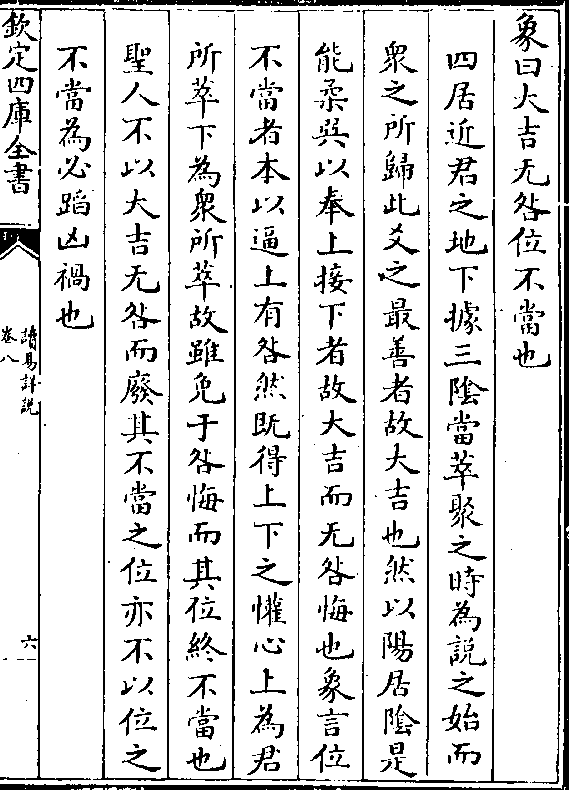 象曰大吉无咎位不當也
四居近君之地下據三陰當萃聚之時為說之始而
衆之所歸此爻之最善者故大吉也然以陽居陰是
能柔巽以奉上接下者故大吉而无咎悔也象言位
不當者本以逼上有咎然既得上下之懽心上為君
所萃下為衆所萃故雖免于咎悔而其位終不當也
聖人不以大吉无咎而廢其不當之位亦不以位之
不當為必蹈凶禍也
欽定四庫全書
讀易詳説
卷八
六